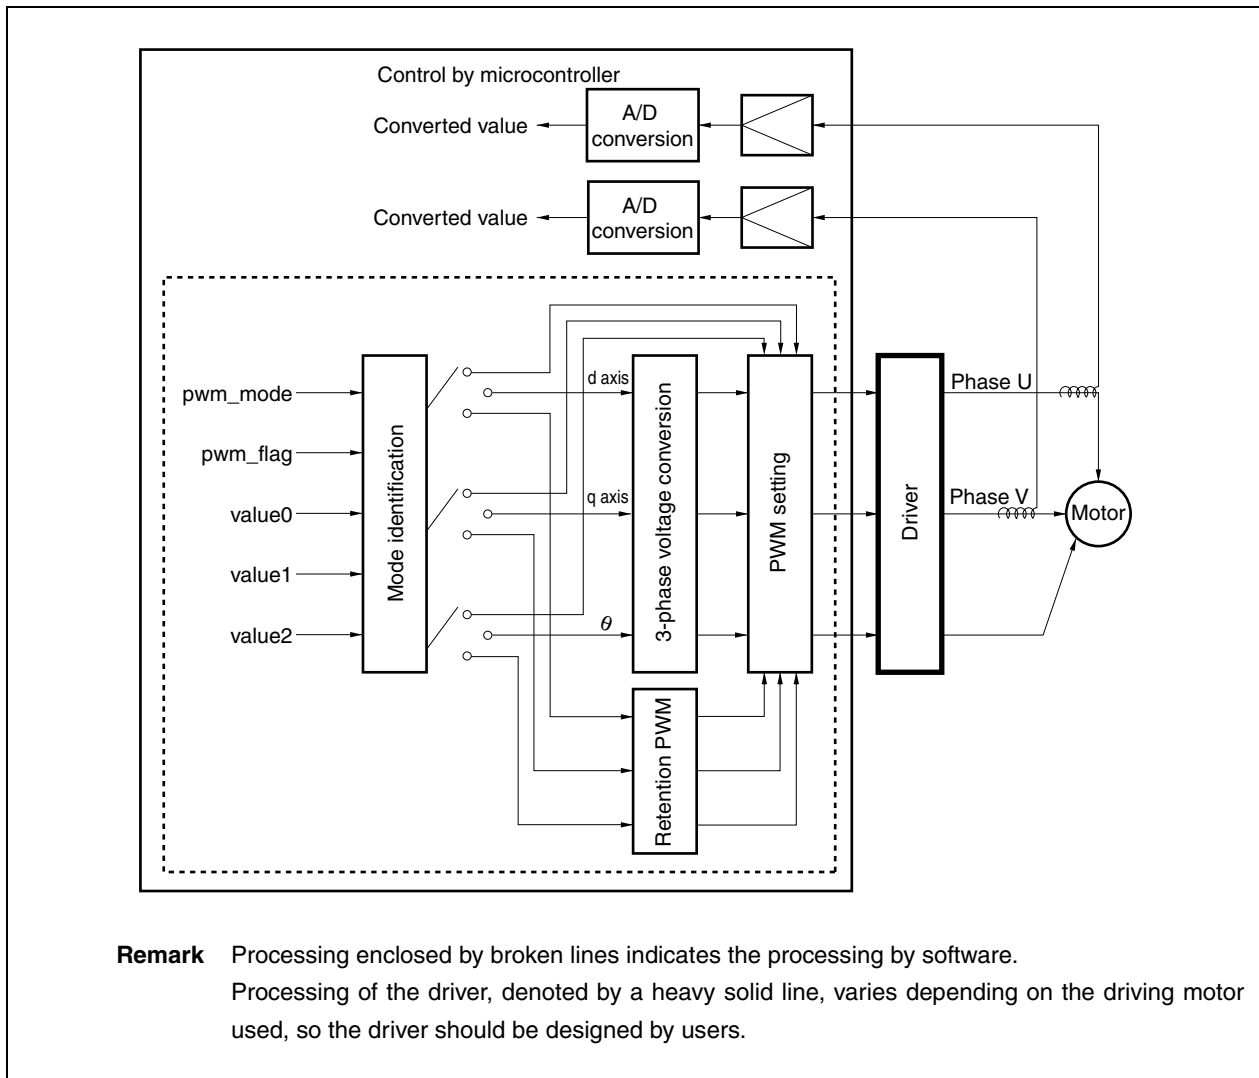 Control by microcontroller
A/D
conversion
Converted value
A/D
conversion
Converted value
pwm_mode
pwm_flag
value0
value1
value2
Mode identification
d axis
q axis
θ
3-phase voltage conversion
PWM setting
Retention PWM
Driver
Phase U
Phase V
Motor
Remark Processing enclosed by broken lines indicates the processing by software.
Processing of the driver, denoted by a heavy solid line, varies depending on the driving motor
used, so the driver should be designed by users.